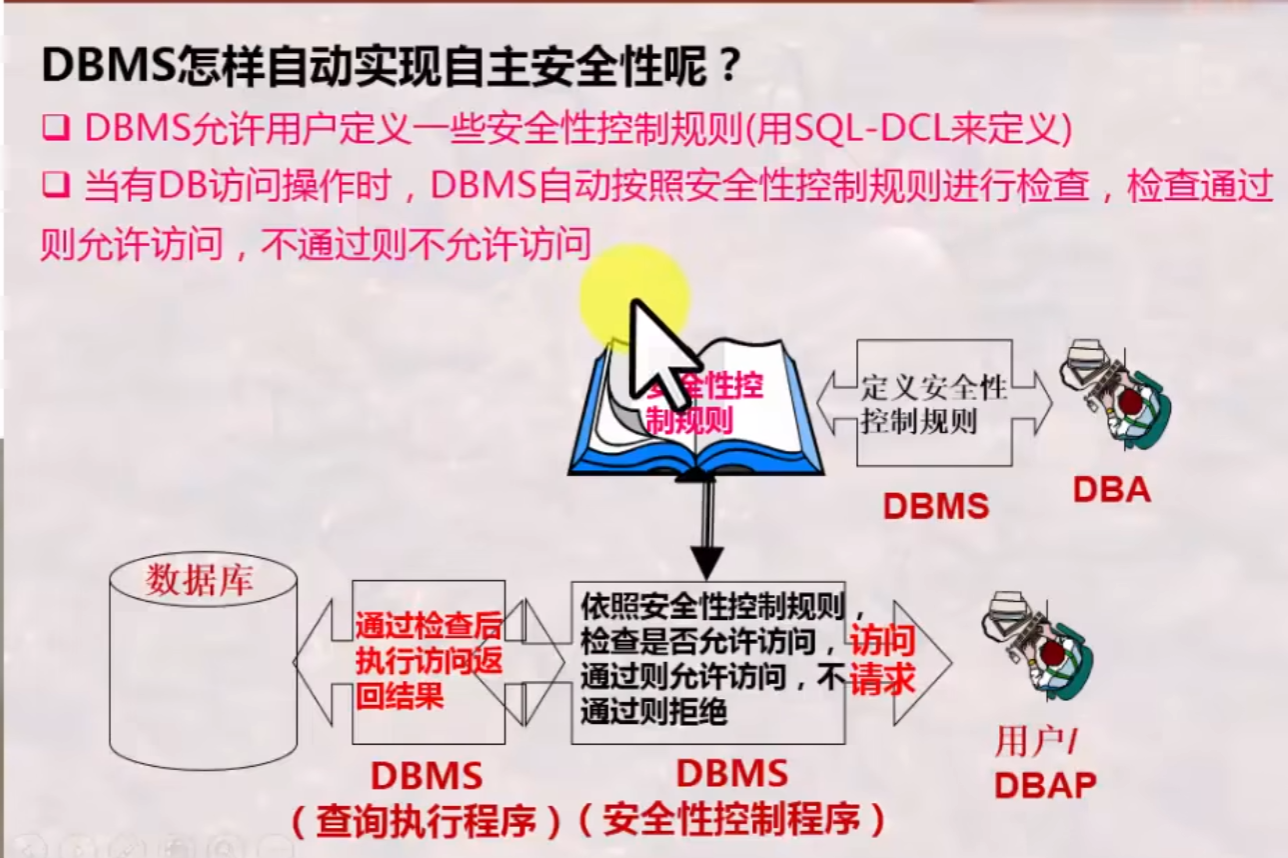 DBMS怎样自动实现自主安全性呢？
❑ DBMS允许用户定义一些安全性控制规则(用SQL-DCL来定义)
❑ 当有DB访问操作时，DBMS自动按照安全性控制规则进行检查，检查通过
则允许访问，不通过则不允许访问
安全性控
制规则
定义安全性
控制规则
DBMS
DBA
数据库
通过检查后
执行访问返
回结果
依照安全性控制规则，
检查是否允许访问，
通过则允许访问，不
通过则拒绝
访问
请求
用户/
DBAP
DBMS
（查询执行程序）
DBMS
（安全性控制程序）